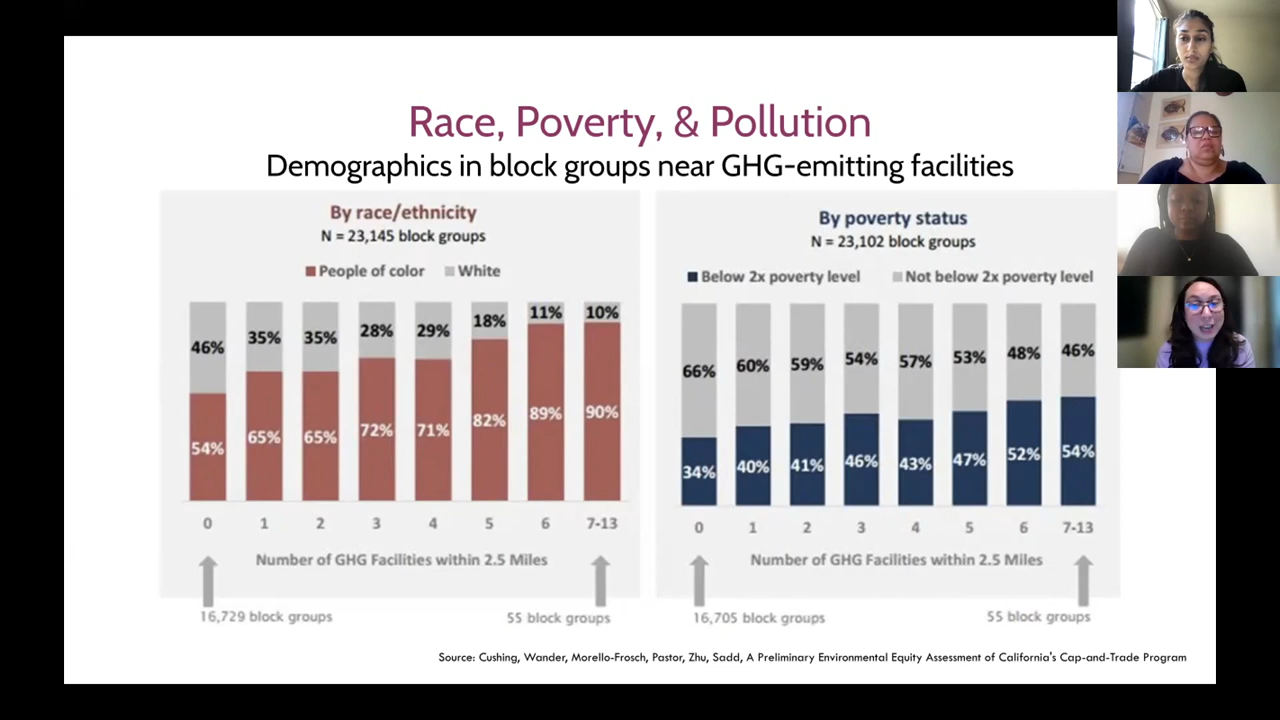 Race, Poverty, & Pollution
Demographics in block groups near GHG-emitting facilities
By race/ethnicity
N = 23,145 block groups
People of color White
46% 35% 35% 28% 29% 18% 11% 10%
54% 65% 65% 72% 71% 82% 89% 90%
0 1 2 3 4 5 6 7-13
Number of GHG Facilities within 2.5 Miles
16,729 block groups 55 block groups
By poverty status
N = 23,102 block groups
Below 2x poverty level Not below 2x poverty level
66% 60% 59% 54% 57% 53% 48% 46%
34% 40% 41% 46% 43% 47% 52% 54%
0 1 2 3 4 5 6 7-13
Number of GHG Facilities within 2.5 Miles
16,705 block groups 55 block groups
Source: Cushing, Wander, Morello-Frosch, Pastor, Zhu, Sadd, A Preliminary Environmental Equity Assessment of California's Cap-and-Trade Program